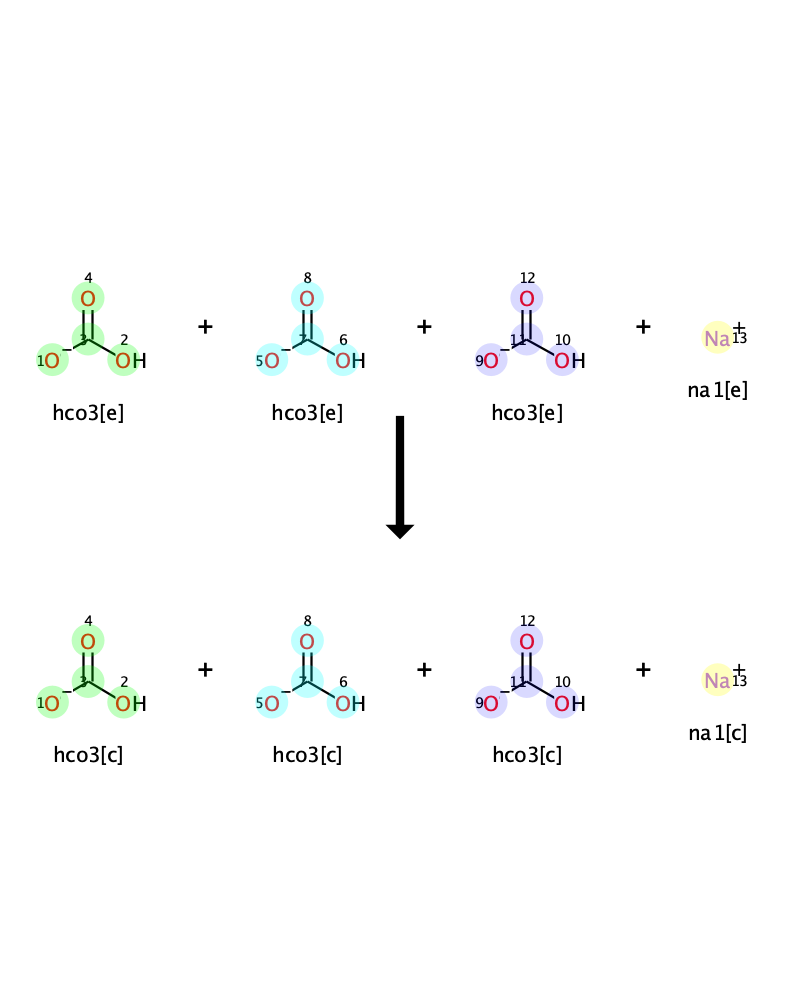 4 8 12
O O O
+ + + +
3 2 7 6 11 10 Na 13
1 O − OH 5 O − OH 9 O − OH
na1[e]
hco3[e] hco3[e] hco3[e]
4 8 12
O O O
+ + + +
3 2 7 6 11 10 Na 13
1 O − OH 5 O − OH 9 O − OH
na1[c]
hco3[c] hco3[c] hco3[c]